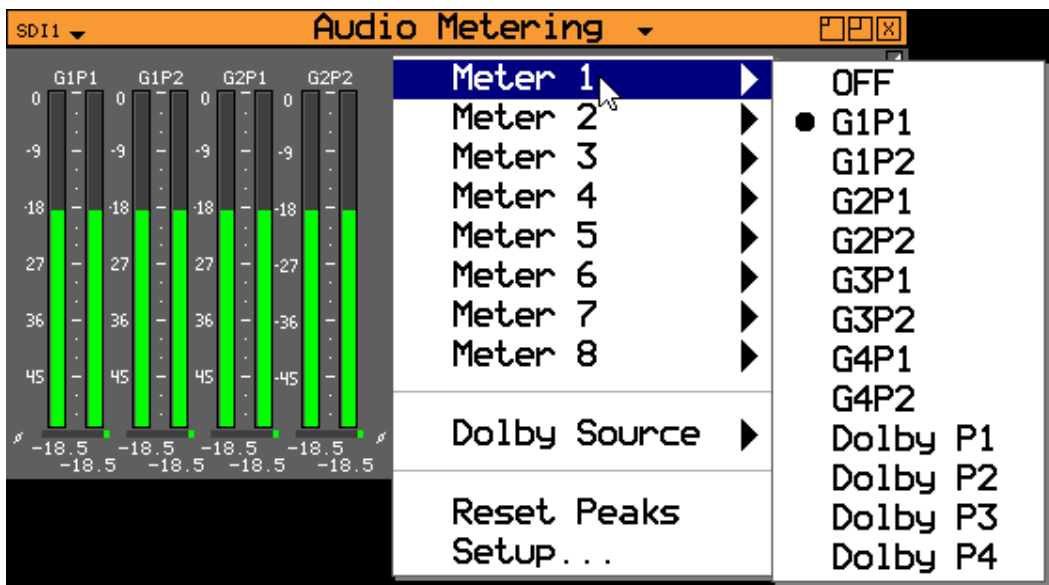 SDI1 Audio Metering
G1P1 G1P2 G2P1 G2P2
0 0 0 0
-9 -9 -9 -9
-18 -18 -18 -18
27 27 27 -27
36 36 36 -36
45 45 45 -45
-18.5 -18.5 -18.5 -18.5
-18.5 -18.5 -18.5 -18.5
Meter 1
Meter 2
Meter 3
Meter 4
Meter 5
Meter 6
Meter 7
Meter 8
Dolby Source
Reset Peaks
Setup...
OFF
G1P1
G1P2
G2P1
G2P2
G3P1
G3P2
G4P1
G4P2
Dolby P1
Dolby P2
Dolby P3
Dolby P4